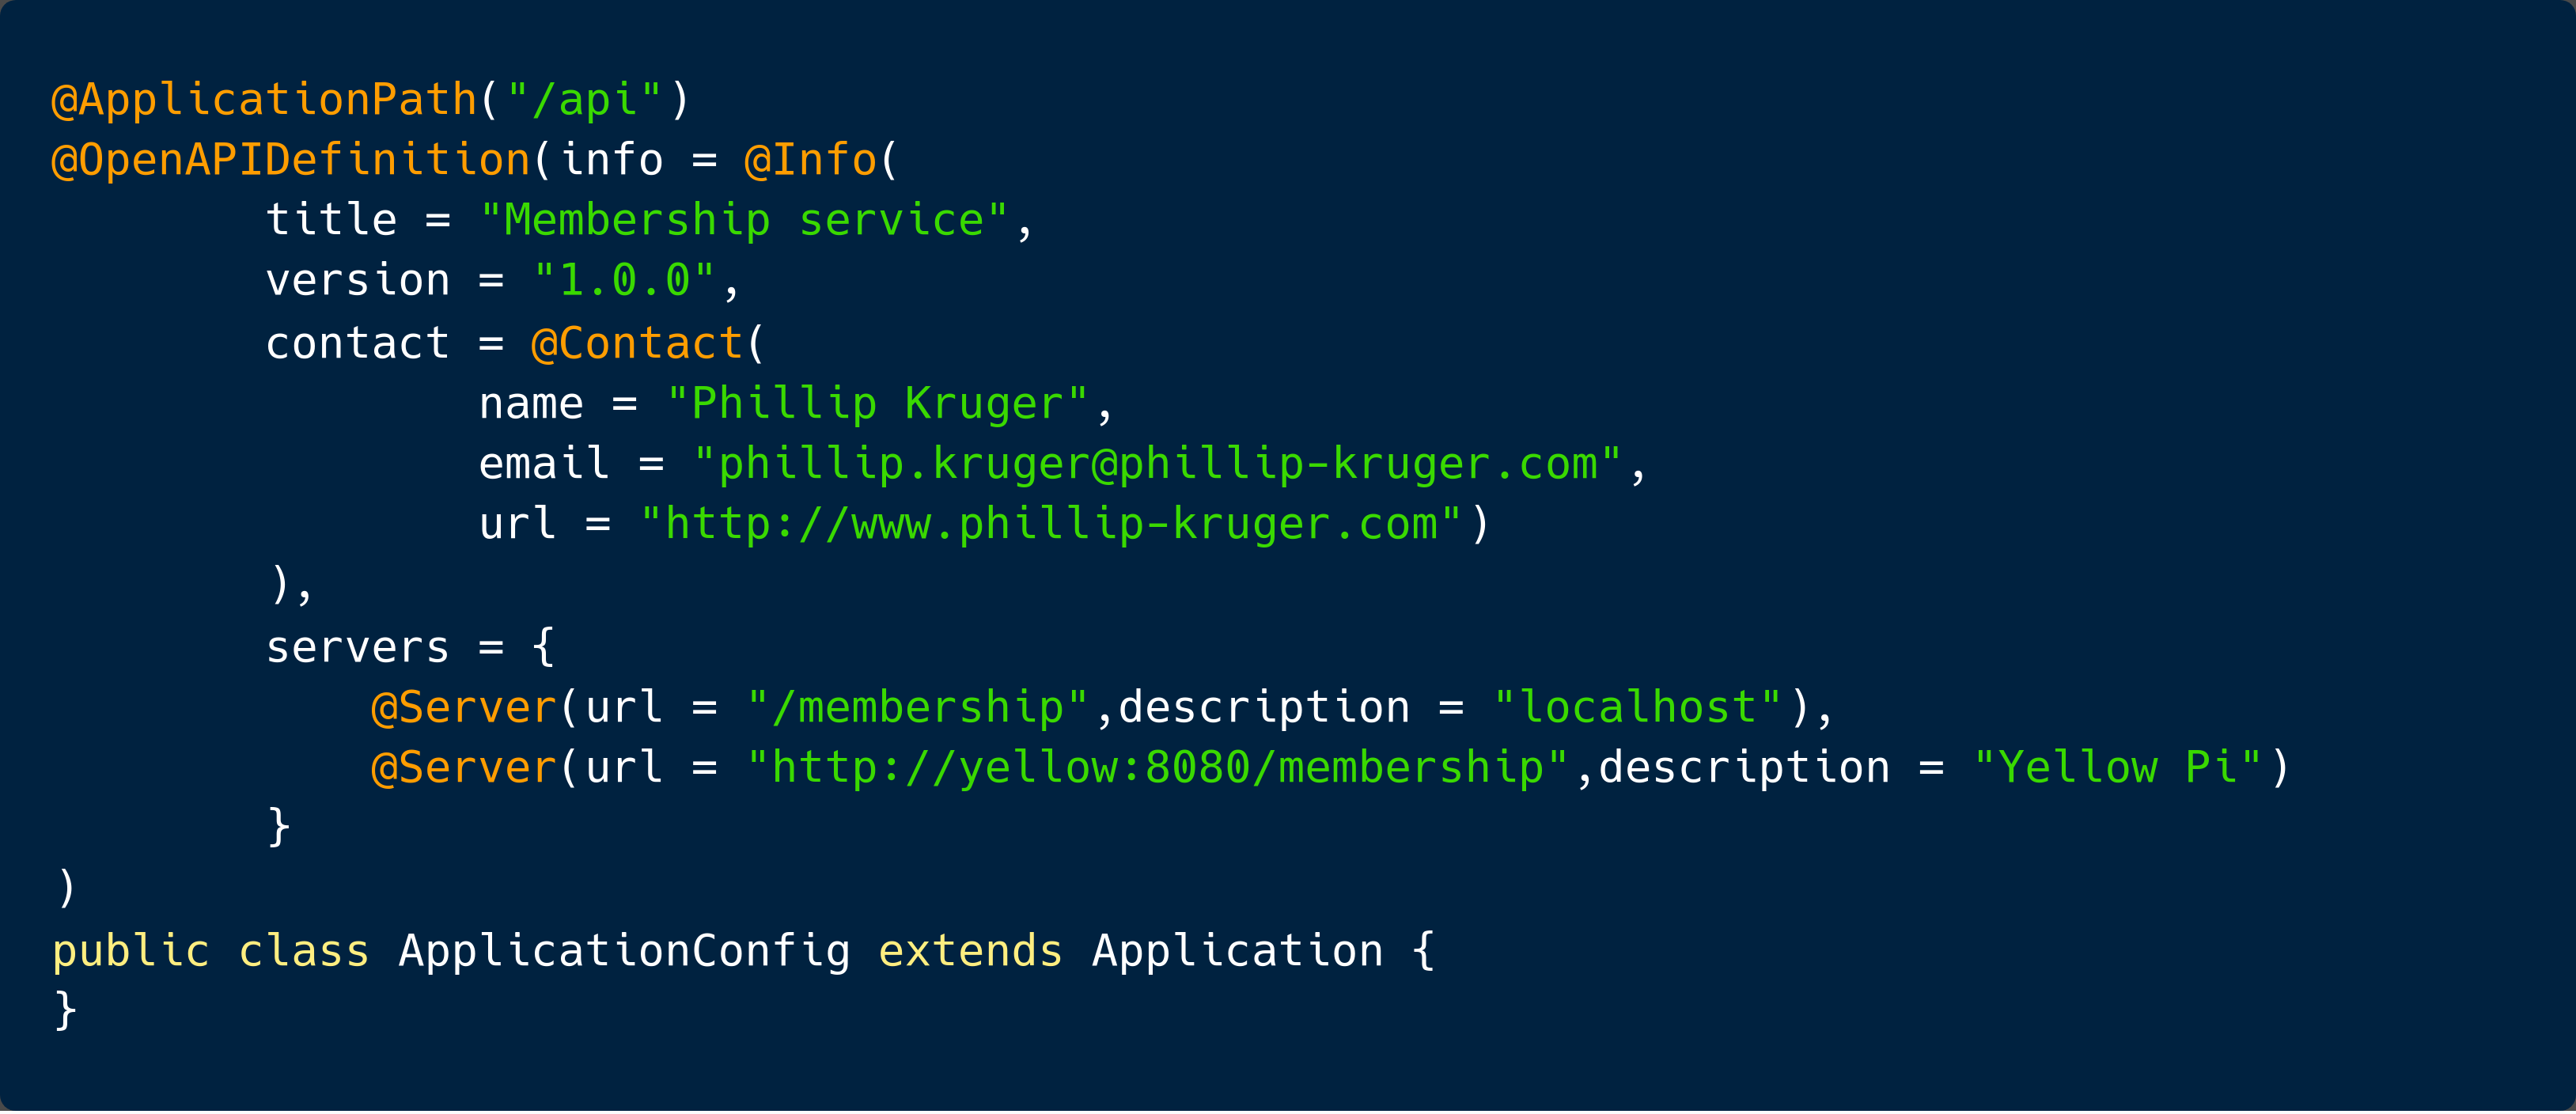 @ApplicationPath("/api")
@OpenAPIDefinition(info = @Info(
        title = "Membership service",
        version = "1.0.0",
        contact = @Contact(
                name = "Phillip Kruger",
                email = "phillip.kruger@phillip-kruger.com",
                url = "http://www.phillip-kruger.com")
        ),
        servers = {
            @Server(url = "/membership",description = "localhost"),
            @Server(url = "http://yellow:8080/membership",description = "Yellow Pi")
        }
)
public class ApplicationConfig extends Application {
}